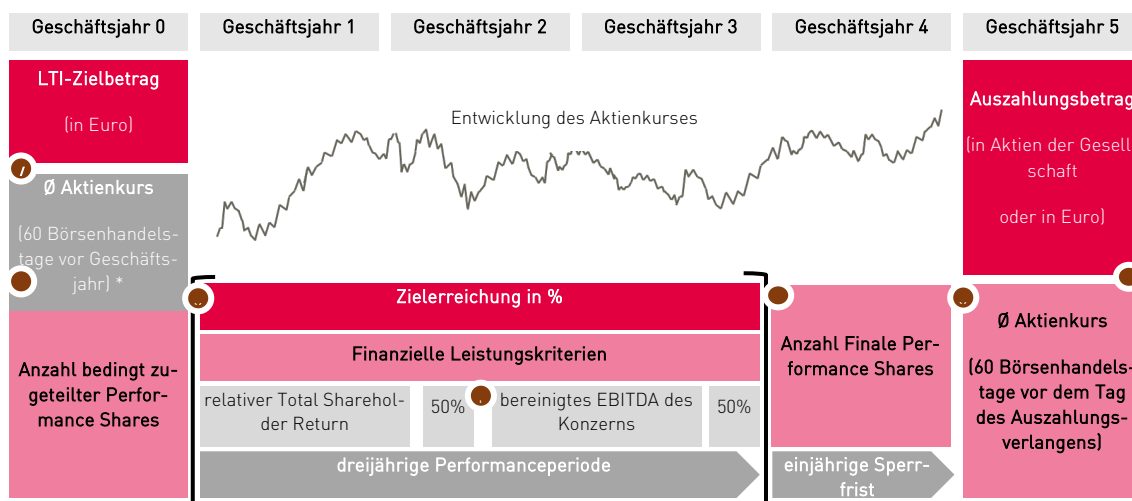 Geschäftsjahr 0
Geschäftsjahr 1
Geschäftsjahr 2
Geschäftsjahr 3
Geschäftsjahr 4
Geschäftsjahr 5
LTI-Zielbetrag
(in Euro)
Ø Aktienkurs
(60 Börsenhandels-
tage vor Geschäfts-
jahr) *
Anzahl bedingt zu-
geteilter Perfor-
mance Shares
Entwicklung des Aktienkurses
Zielerreichung in %
Finanzielle Leistungskriterien
relativer Total Sharehol-
der Return
50%
bereinigtes EBITDA des
Konzerns
50%
dreijährige Performanceperiode
Anzahl Finale Per-
formance Shares
einjährige Sperr-
frist
Auszahlungsbetrag
(in Aktien der Gesell-
schaft
oder in Euro)
Ø Aktienkurs
(60 Börsenhandels-
tage vor dem Tag
des Auszahlungs-
verlangens)